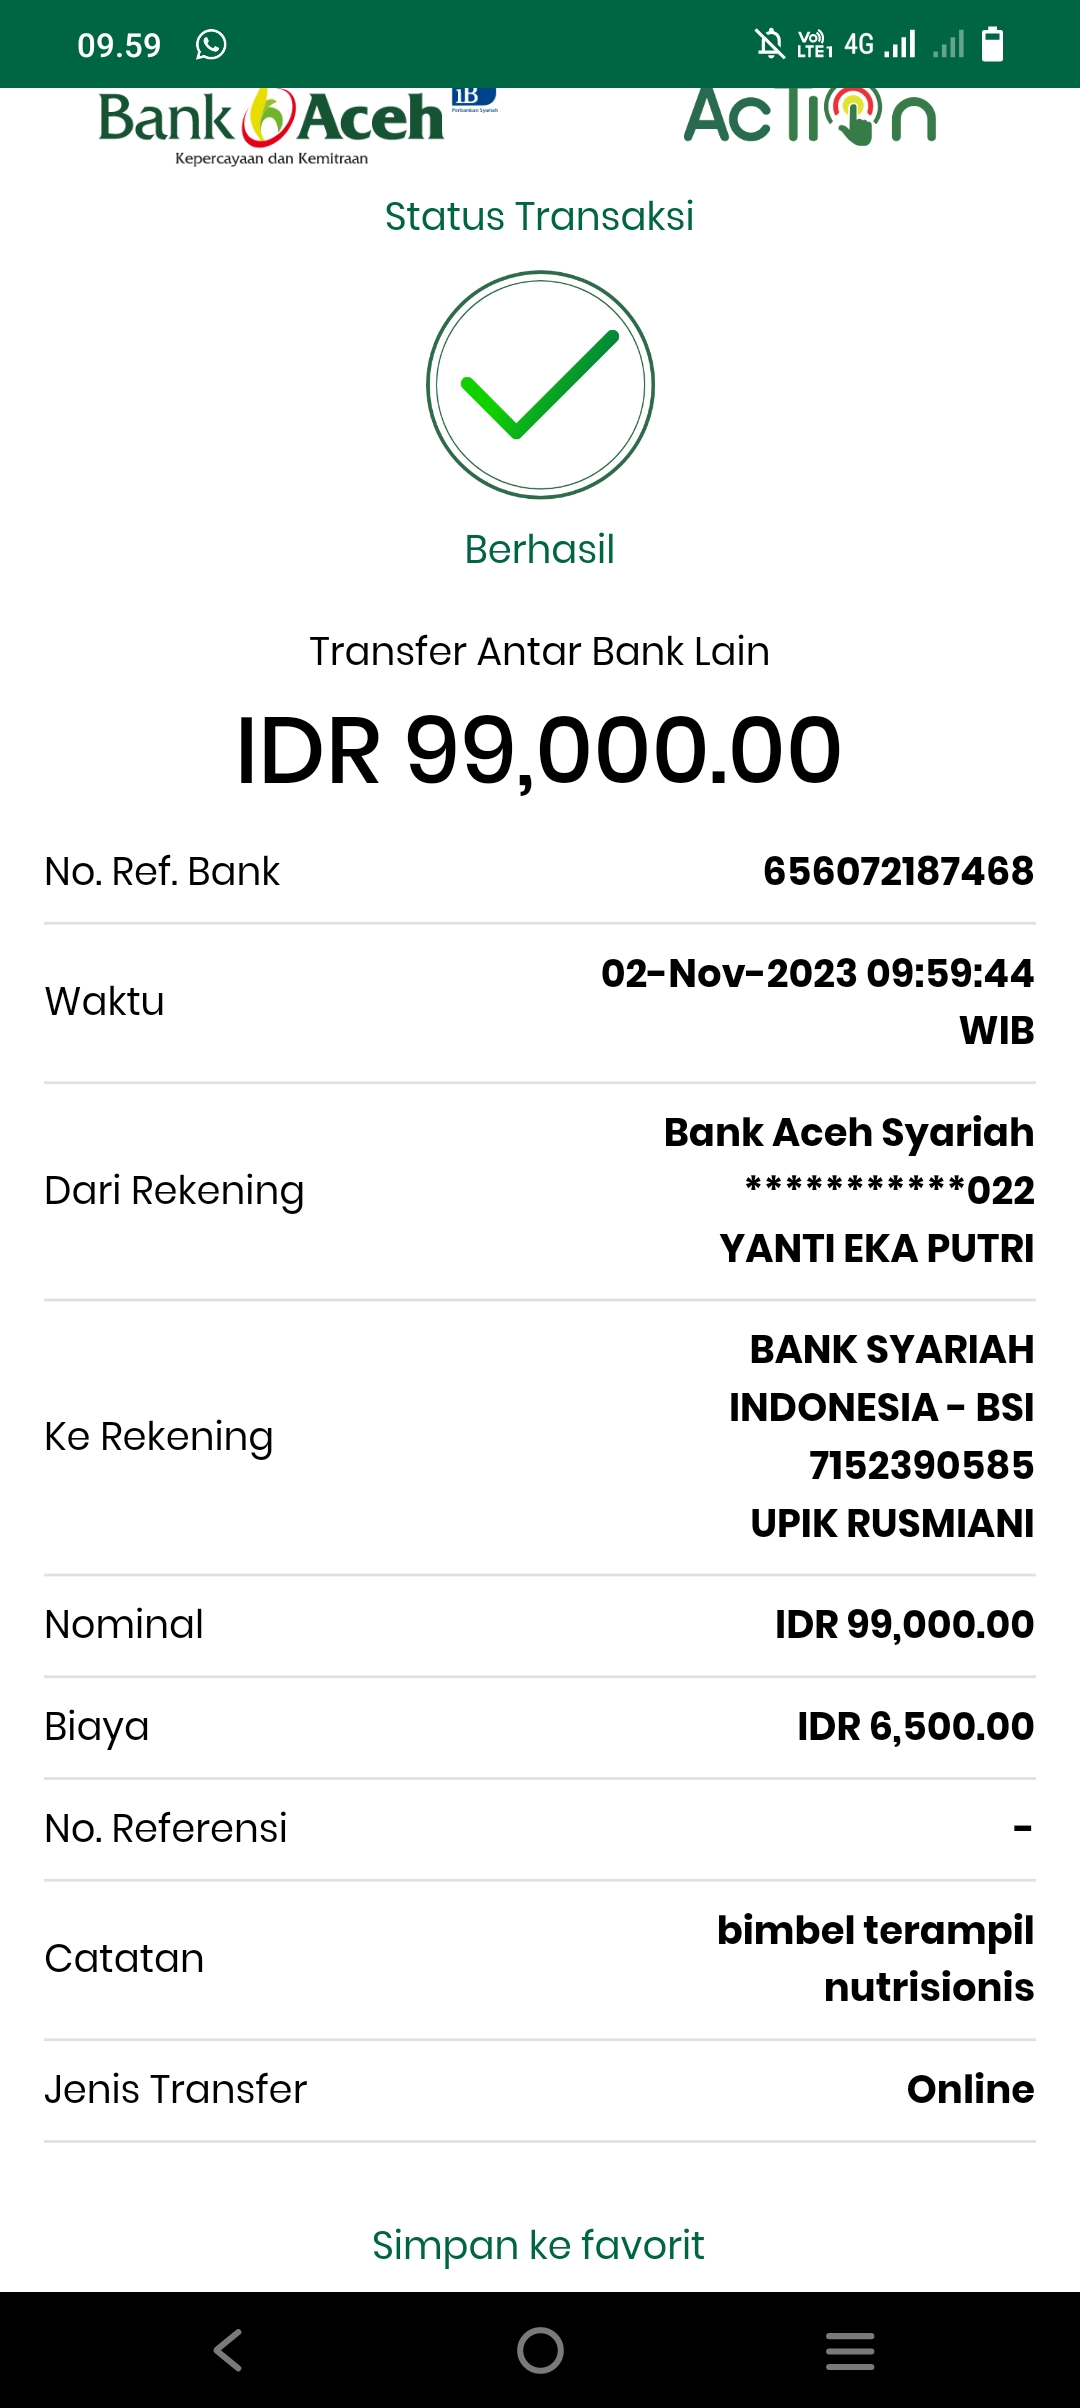 09.59
Vo)) LTE1 4G
Bank Aceh
iB
Perbankan Syariah
Kepercayaan dan Kemitraan
Action
Status Transaksi
Berhasil
Transfer Antar Bank Lain
IDR 99,000.00
No. Ref. Bank 656072187468
Waktu 02-Nov-2023 09:59:44
WIB
Dari Rekening Bank Aceh Syariah
***********022
YANTI EKA PUTRI
Ke Rekening BANK SYARIAH
INDONESIA - BSI
7152390585
UPIK RUSMIANI
Nominal IDR 99,000.00
Biaya IDR 6,500.00
No. Referensi -
Catatan bimbel terampil
nutrisionis
Jenis Transfer Online
Simpan ke favorit